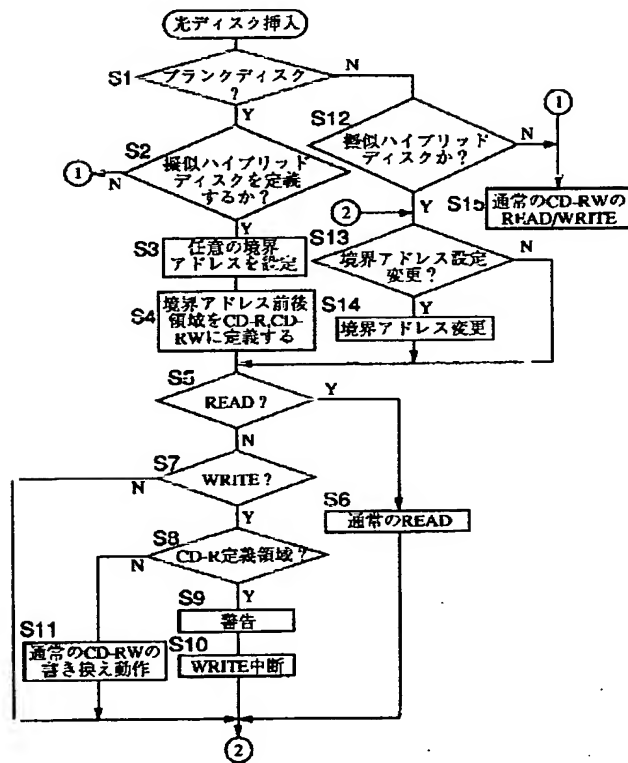 光ディスク挿入
S1
ブランクディスク
?
N
Y
S12
擬似ハイブリッド
ディスクか?
N
①
Y
S2
擬似ハイブリッド
ディスクを定義
するか?
①
N
Y
②
S15
通常のCD-RWの
READ/WRITE
S3
任意の境界
アドレスを設定
S13
境界アドレス設定
変更?
N
Y
S4
境界アドレス前後
領域をCD-R,CD-
RWに定義する
S14
境界アドレス変更
S5
READ?
Y
N
S7
WRITE?
N
Y
S6
通常のREAD
S8
CD-R定義領域?
N
Y
S9
警告
S10
WRITE中断
S11
通常のCD-RWの
書き換え動作
②